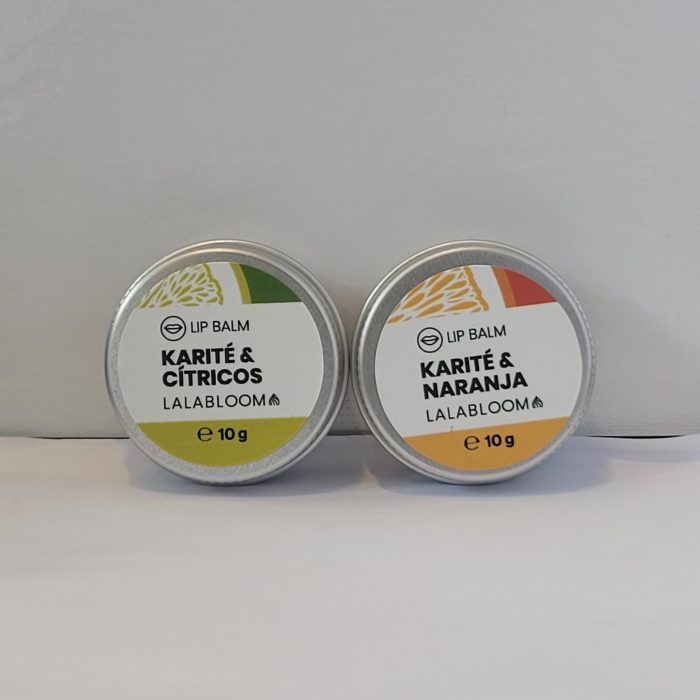 LIP BALM
KARITÉ &
CÍTRICOS
LALABLOOM
℮ 10 g
LIP BALM
KARITÉ &
NARANJA
LALABLOOM
℮ 10 g